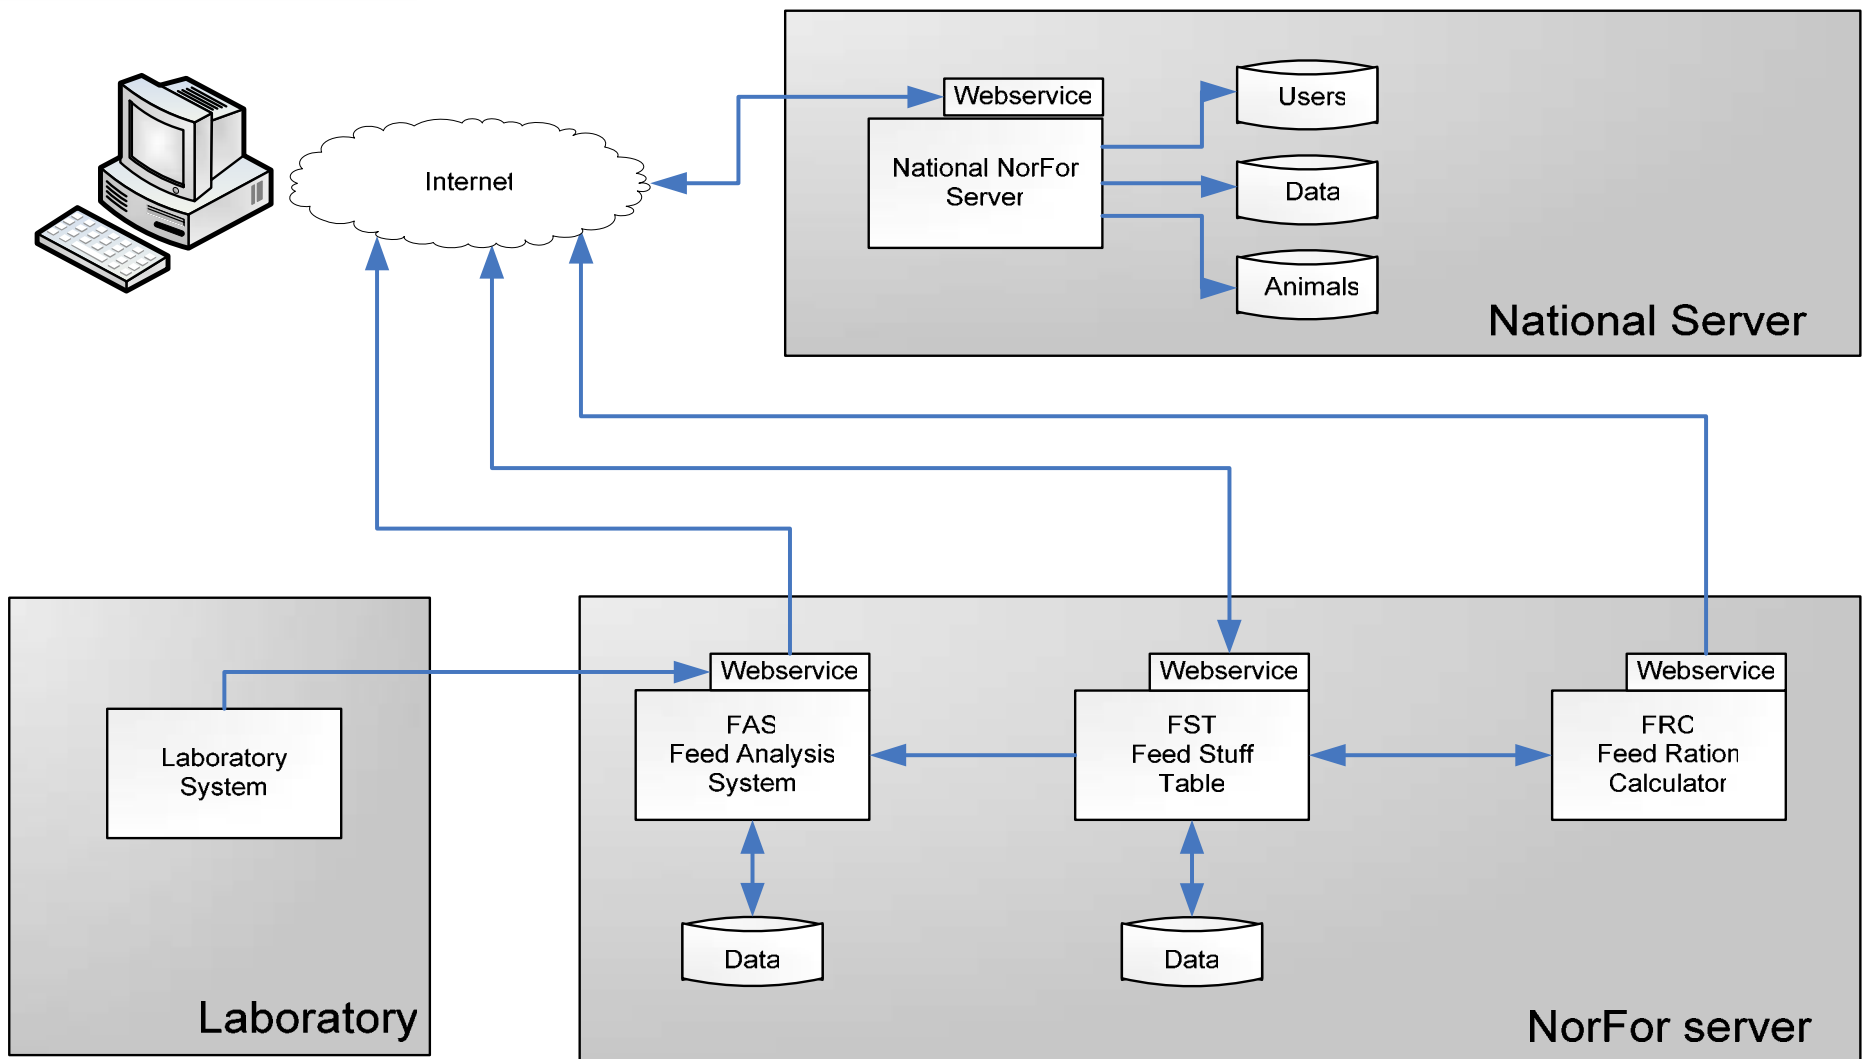 Webservice
Users
Internet
National NorFor
Server
Data
Animals
National Server
Webservice
Webservice
Webservice
Laboratory
System
FAS
Feed Analysis
System
FST
Feed Stuff
Table
FRC
Feed Ration
Calculator
Data
Data
Laboratory
NorFor server